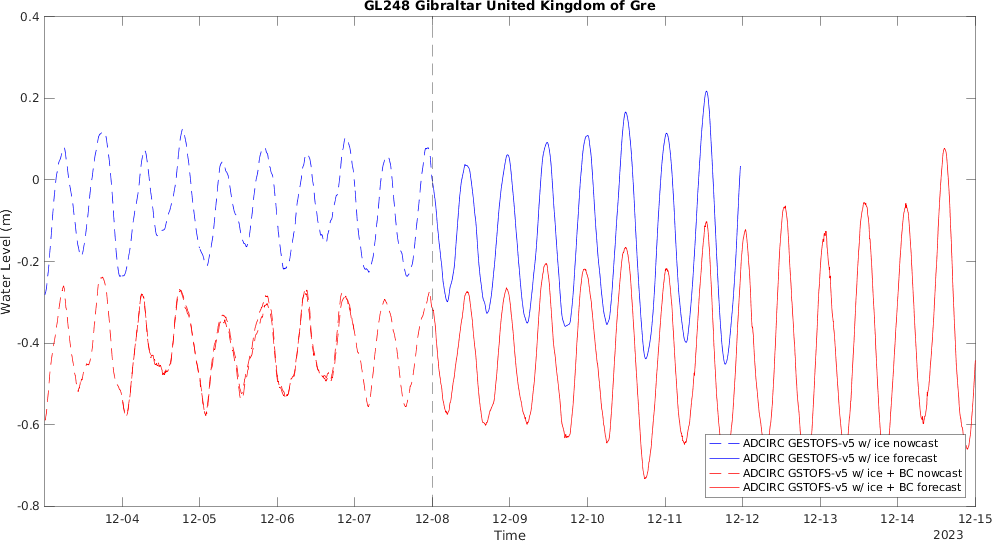 GL248 Gibraltar United Kingdom of Gre
0.4
0.2
0
-0.2
-0.4
-0.6
-0.8
Water Level (m)
ADCIRC GESTOFS-v5 w/ ice nowcast
ADCIRC GESTOFS-v5 w/ ice forecast
ADCIRC GSTOFS-v5 w/ ice + BC nowcast
ADCIRC GSTOFS-v5 w/ ice + BC forecast
12-04 12-05 12-06 12-07 12-08 12-09 12-10 12-11 12-12 12-13 12-14 12-15
Time
2023